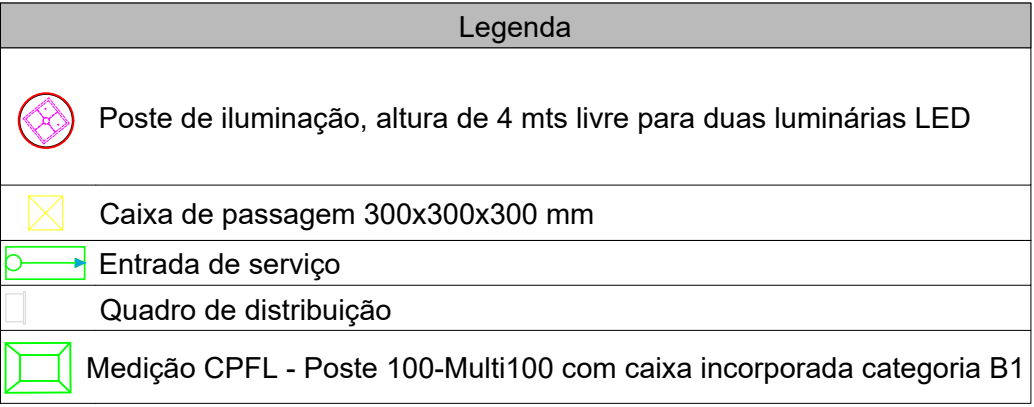 Legenda
Poste de iluminação, altura de 4 mts livre para duas luminárias LED
Caixa de passagem 300x300x300 mm
Entrada de serviço
Quadro de distribuição
Medição CPFL - Poste 100-Multi100 com caixa incorporada categoria B1